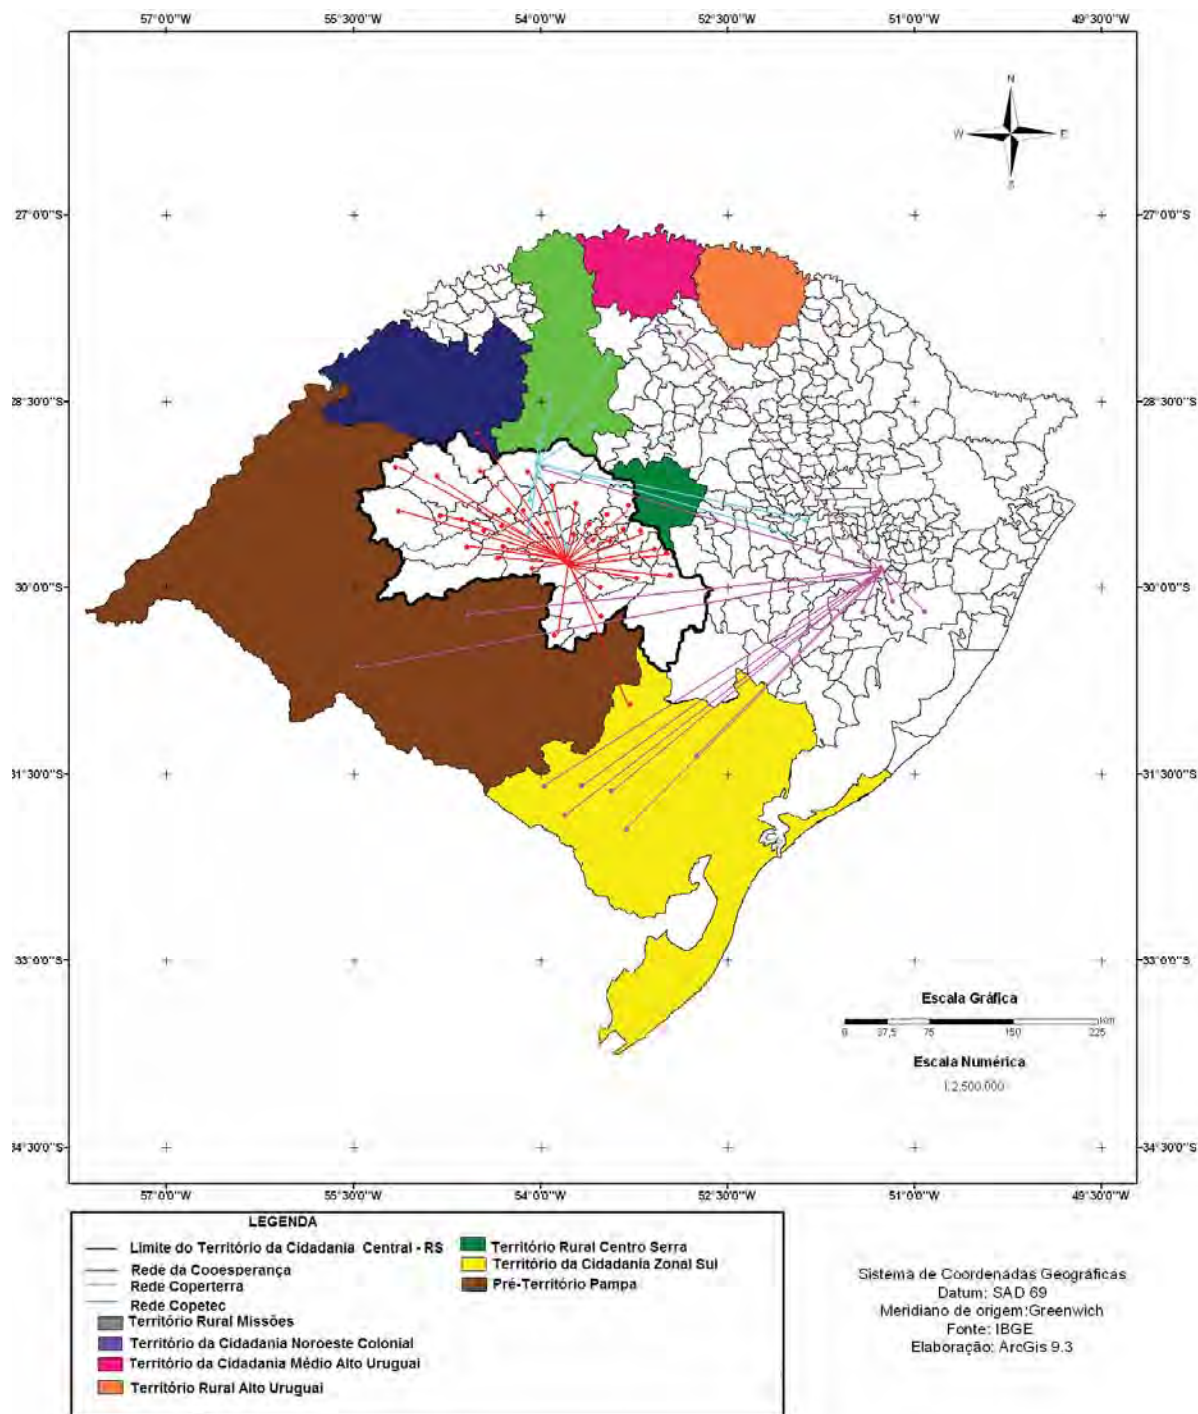 57°0'0"W 55°30'0"W 54°0'0"W 52°30'0"W 51°0'0"W 49°30'0"W
N
W E
S
27°0'0"S 27°0'0"S
28°30'0"S 28°30'0"S
30°0'0"S 30°0'0"S
31°30'0"S 31°30'0"S
33°0'0"S 33°0'0"S
Escala Gráfica
km
0 37,5 75 150 225
Escala Numérica
1:2.500.000
34°30'0"S 34°30'0"S
57°0'0"W 55°30'0"W 54°0'0"W 52°30'0"W 51°0'0"W 49°30'0"W
LEGENDA
Limite do Território da Cidadania Central - RS
Rede da Cooesperança
Rede Coperterra
Rede Copetec
Território Rural Missões
Território da Cidadania Noroeste Colonial
Território da Cidadania Médio Alto Uruguai
Território Rural Alto Uruguai
Território Rural Centro Serra
Território da Cidadania Zonal Sul
Pré-Território Pampa
Sistema de Coordenadas Geográficas
Datum: SAD 69
Meridiano de origem:Greenwich
Fonte: IBGE
Elaboração: ArcGis 9.3